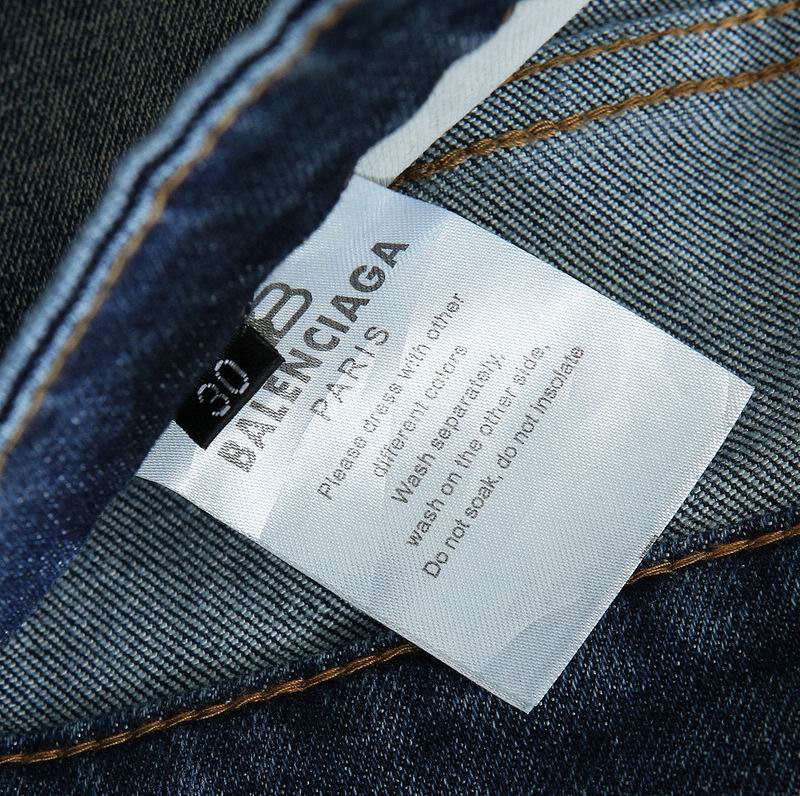 B
BALENCIAGA
PARIS
30
Please dress with other
different colors
Wash separately,
wash on the other side,
Do not soak, do not insolate